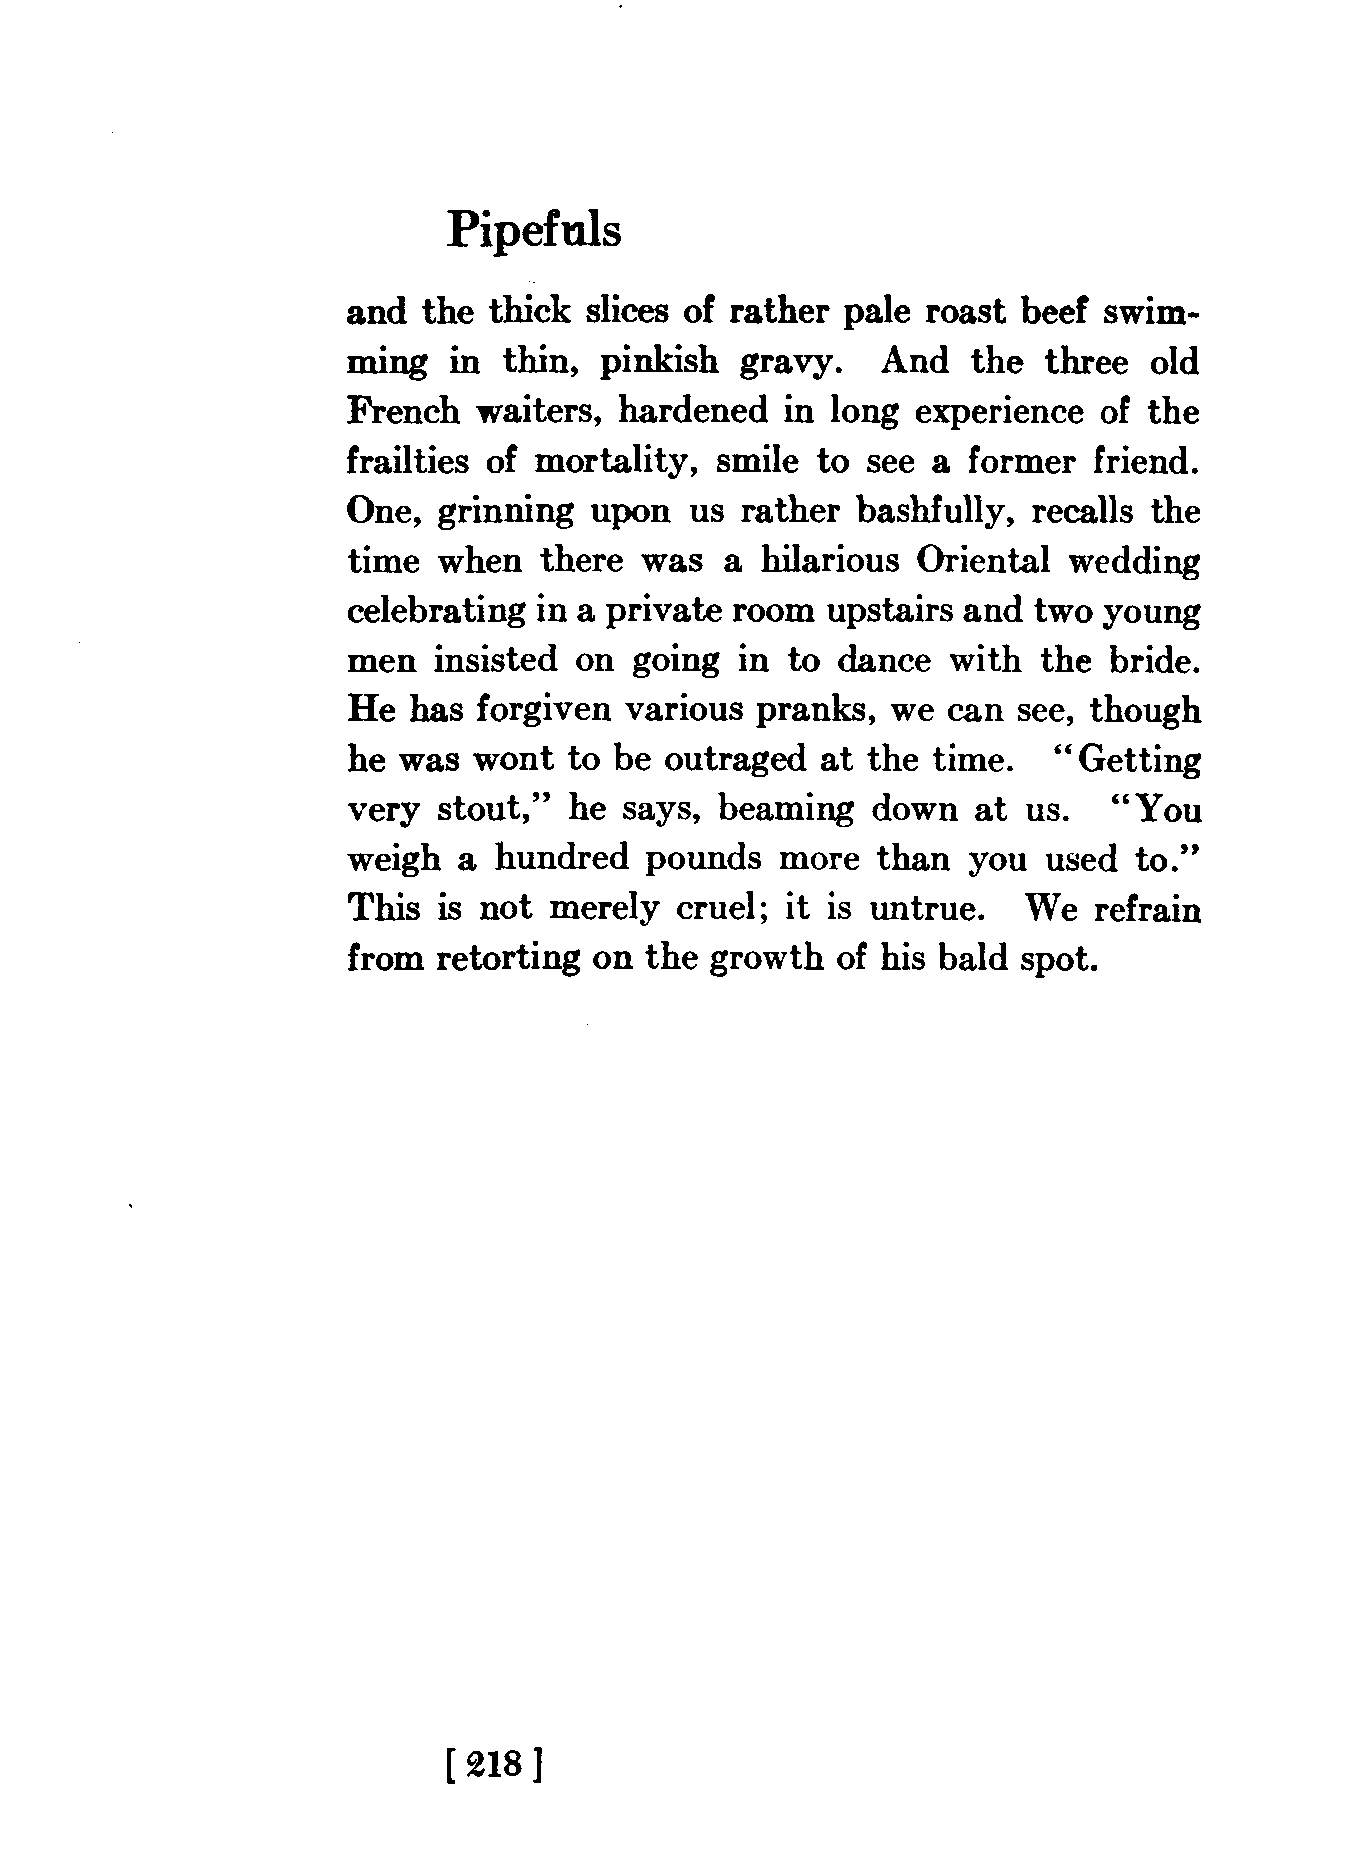 Pipefuls
and the thick slices of rather pale roast beef swim-
ming in thin, pinkish gravy. And the three old
French waiters, hardened in long experience of the
frailties of mortality, smile to see a former friend.
One, grinning upon us rather bashfully, recalls the
time when there was a hilarious Oriental wedding
celebrating in a private room upstairs and two young
men insisted on going in to dance with the bride.
He has forgiven various pranks, we can see, though
he was wont to be outraged at the time. “Getting
very stout,” he says, beaming down at us. “You
weigh a hundred pounds more than you used to.”
This is not merely cruel; it is untrue. We refrain
from retorting on the growth of his bald spot.
[ 218 ]